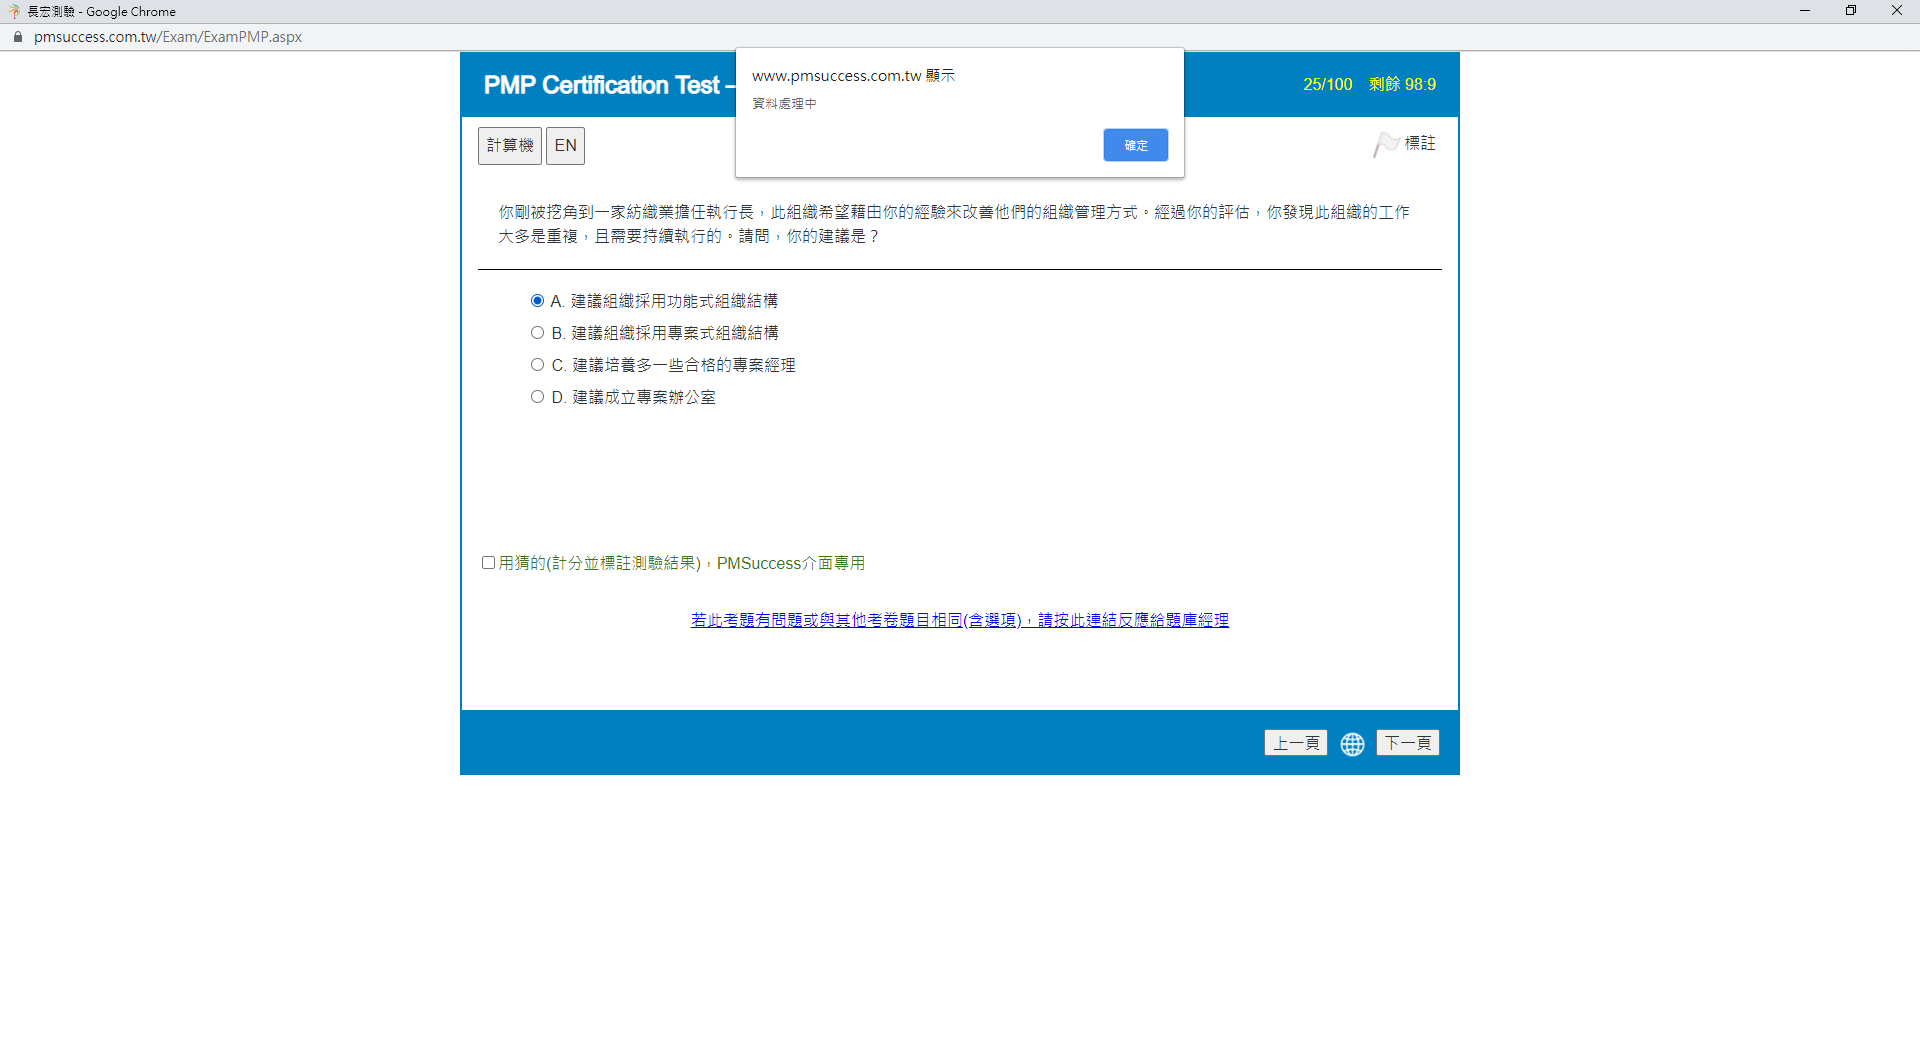 長宏測驗 - Google Chrome
pmsuccess.com.tw/Exam/ExamPMP.aspx
PMP Certification Test –
www.pmsuccess.com.tw 顯示
資料處理中
確定
25/100 剩餘 98:9
計算機 EN
標註
你剛被挖角到一家紡織業擔任執行長，此組織希望藉由你的經驗來改善他們的組織管理方式。經過你的評估，你發現此組織的工作
大多是重複，且需要持續執行的。請問，你的建議是？
A. 建議組織採用功能式組織結構
B. 建議組織採用專案式組織結構
C. 建議培養多一些合格的專案經理
D. 建議成立專案辦公室
用猜的(計分並標註測驗結果)，PMSuccess介面專用
若此考題有問題或與其他考卷題目相同(含選項)，請按此連結反應給題庫經理
上一頁 下一頁